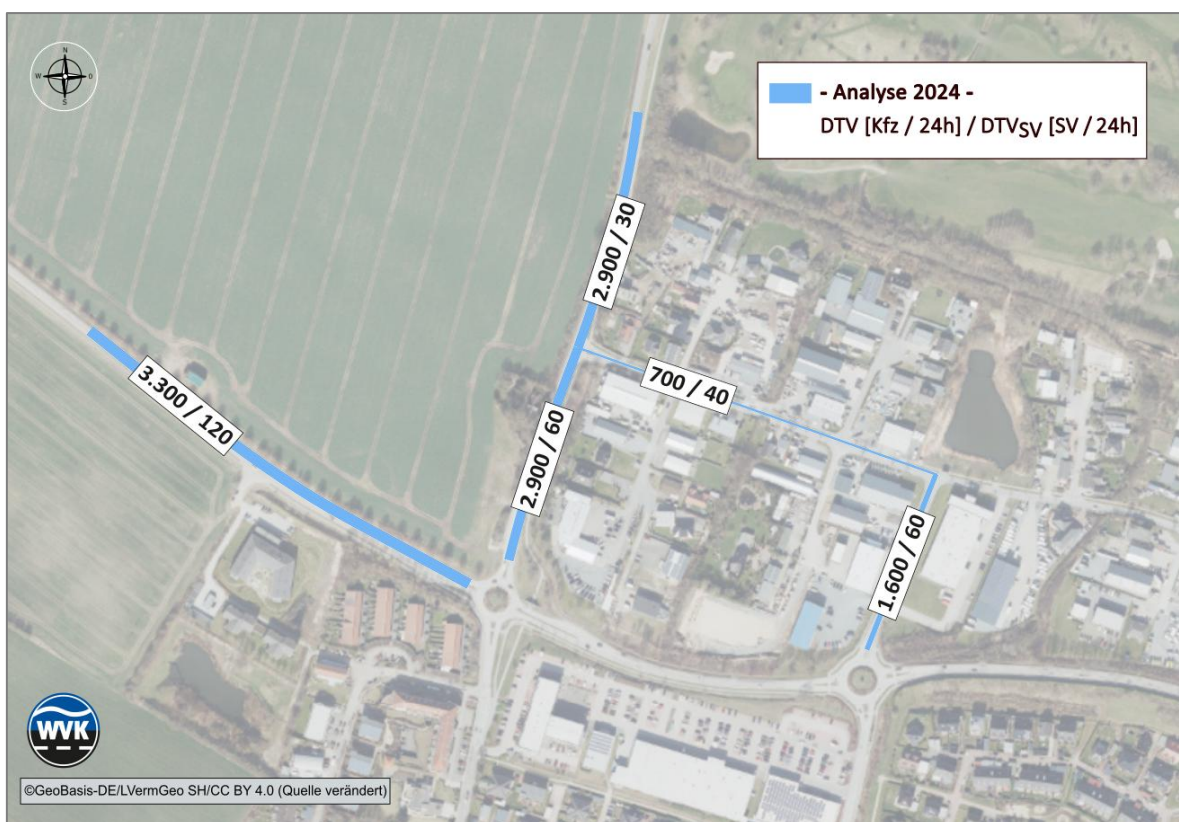 N
W O
S
- Analyse 2024 -
DTV [Kfz / 24h] / DTVSV [SV / 24h]
2.900 / 30
700 / 40
3.300 / 120
2.900 / 60
1.600 / 60
WVK
©GeoBasis-DE/LVermGeo SH/CC BY 4.0 (Quelle verändert)